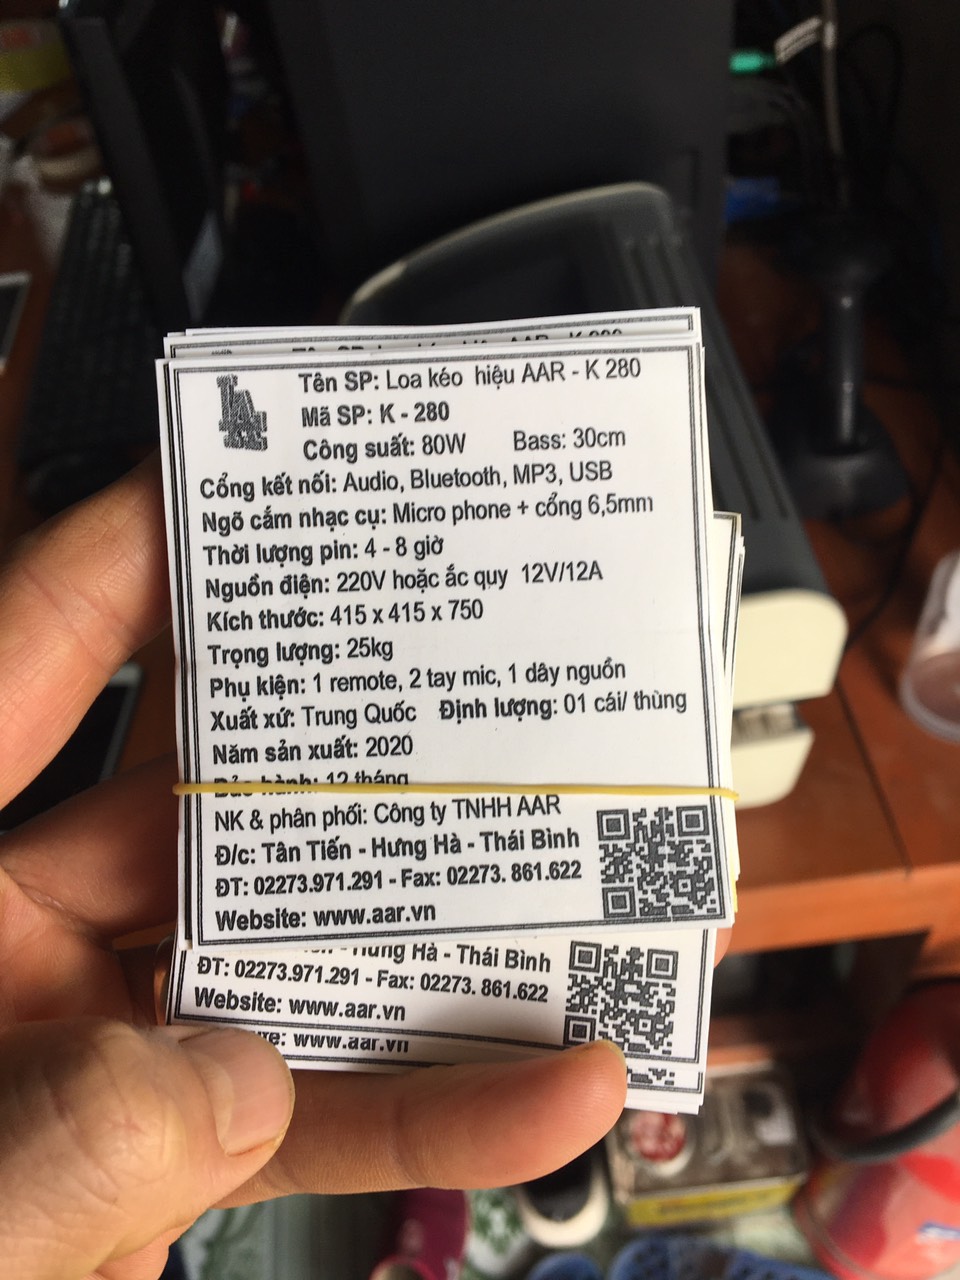 AAR
Tên SP: Loa kéo hiệu AAR - K 280
Mã SP: K - 280
Công suất: 80W Bass: 30cm
Cổng kết nối: Audio, Bluetooth, MP3, USB
Ngõ cắm nhạc cụ: Micro phone + cổng 6,5mm
Thời lượng pin: 4 - 8 giờ
Nguồn điện: 220V hoặc ắc quy 12V/12A
Kích thước: 415 x 415 x 750
Trọng lượng: 25kg
Phụ kiện: 1 remote, 2 tay mic, 1 dây nguồn
Xuất xứ: Trung Quốc Định lượng: 01 cái/ thùng
Năm sản xuất: 2020
Bảo hành: 12 tháng
NK & phân phối: Công ty TNHH AAR
Đ/c: Tân Tiến - Hưng Hà - Thái Bình
ĐT: 02273.971.291 - Fax: 02273. 861.622
Website: www.aar.vn
- Hưng Hà - Thái Bình
ĐT: 02273.971.291 - Fax: 02273. 861.622
Website: www.aar.vn
www.aar.vn